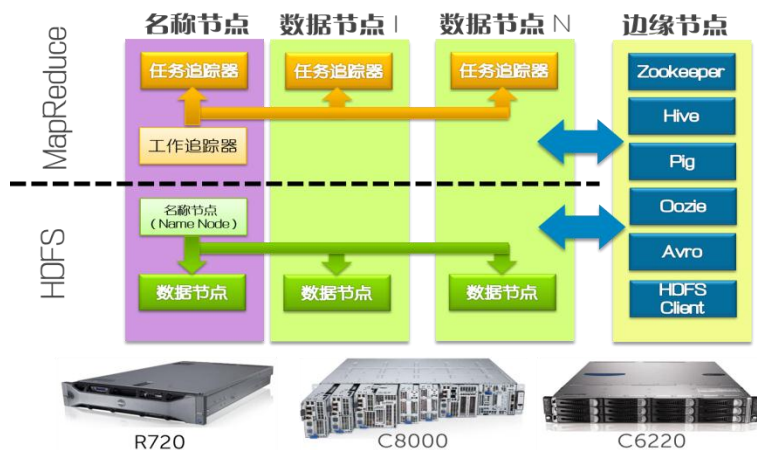 名称节点
数据节点 1
数据节点 N
边缘节点
MapReduce
任务追踪器
任务追踪器
任务追踪器
工作追踪器
Zookeeper
Hive
Pig
HDFS
名称节点
(Name Node)
数据节点
数据节点
数据节点
Oozie
Avro
HDFS
Client
R720
C8000
C6220